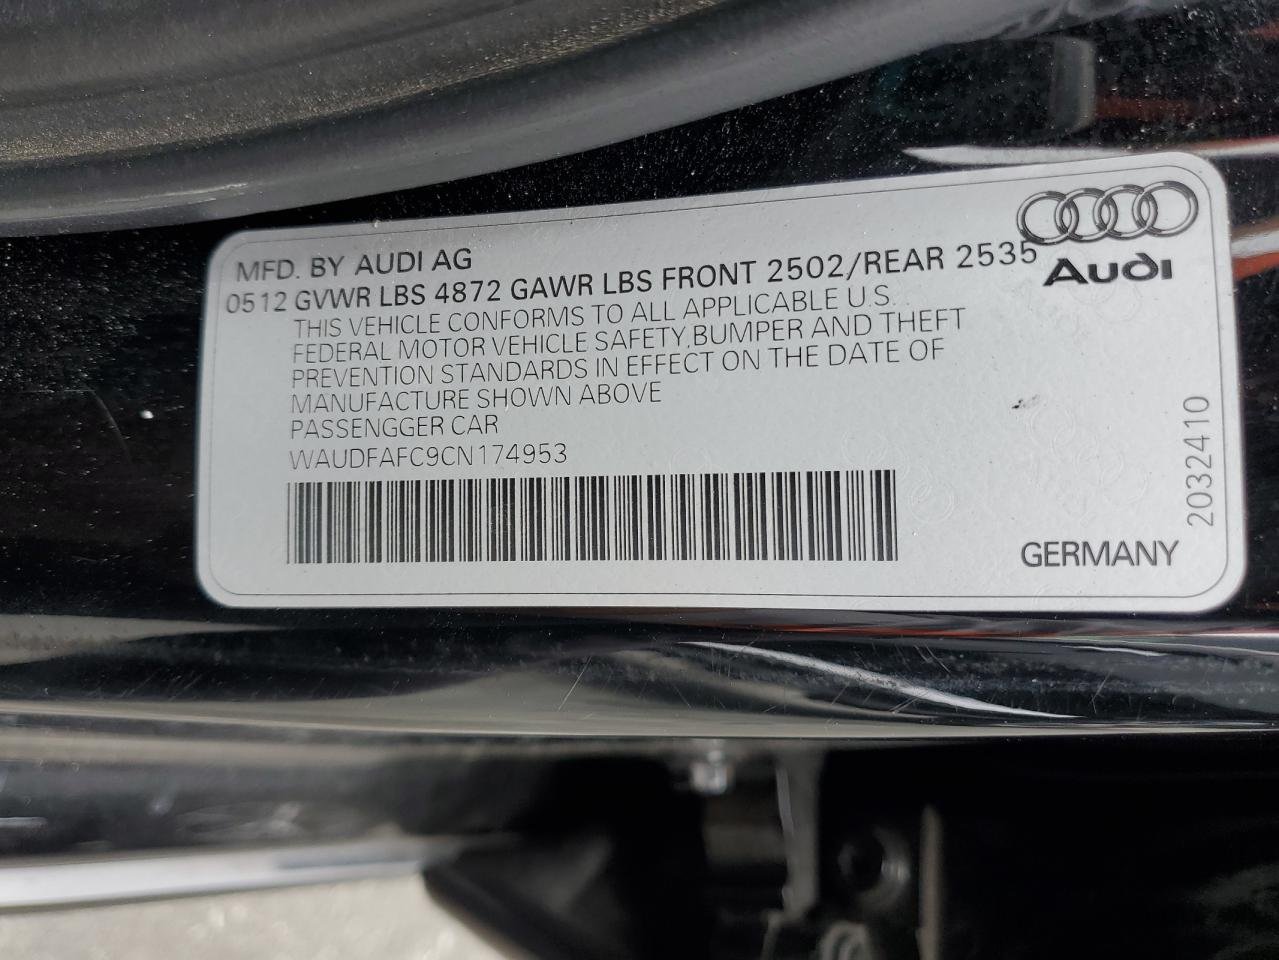 Audi
MFD. BY AUDI AG
0512 GVWR LBS 4872 GAWR LBS FRONT 2502/REAR 2535
THIS VEHICLE CONFORMS TO ALL APPLICABLE U.S.
FEDERAL MOTOR VEHICLE SAFETY,BUMPER AND THEFT
PREVENTION STANDARDS IN EFFECT ON THE DATE OF
MANUFACTURE SHOWN ABOVE
PASSENGGER CAR
WAUDFAFC9CN174953
2032410
GERMANY